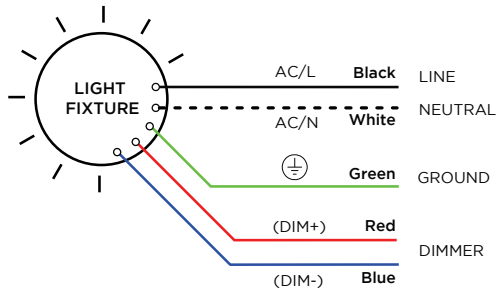 LIGHT
FIXTURE
AC/L Black LINE
AC/N White NEUTRAL
Green GROUND
(DIM+) Red
DIMMER
(DIM-) Blue